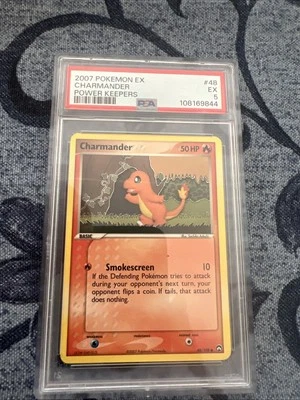 2007 POKEMON EX #48
CHARMANDER EX
POWER KEEPERS 5
PSA 108169844
Charmander 50 HP
BASIC
Smokescreen 10
If the Defending Pokémon tries to attack
during your opponent's next turn, your
opponent flips a coin. If tails, that attack
does nothing.